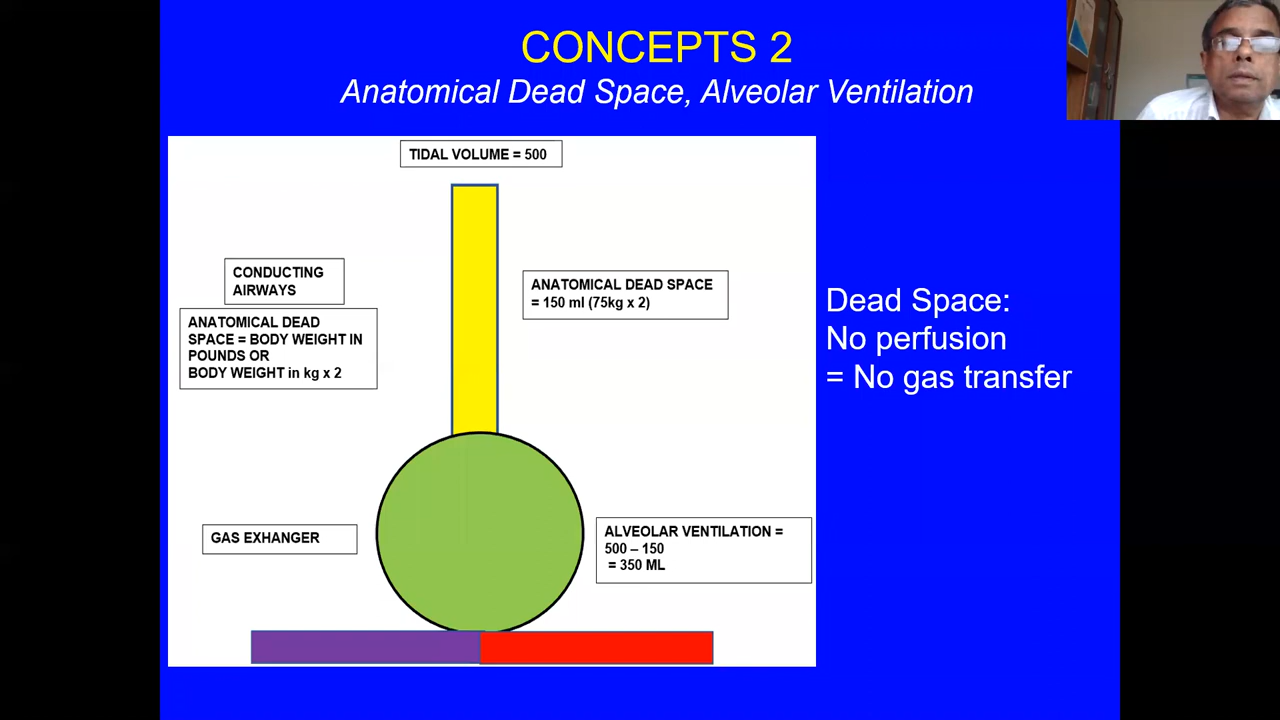 CONCEPTS 2
Anatomical Dead Space, Alveolar Ventilation
TIDAL VOLUME = 500
CONDUCTING
AIRWAYS
ANATOMICAL DEAD
SPACE = BODY WEIGHT IN
POUNDS OR
BODY WEIGHT in kg x 2
ANATOMICAL DEAD SPACE
= 150 ml (75kg x 2)
Dead Space:
No perfusion
= No gas transfer
GAS EXHANGER
ALVEOLAR VENTILATION =
500 – 150
= 350 ML